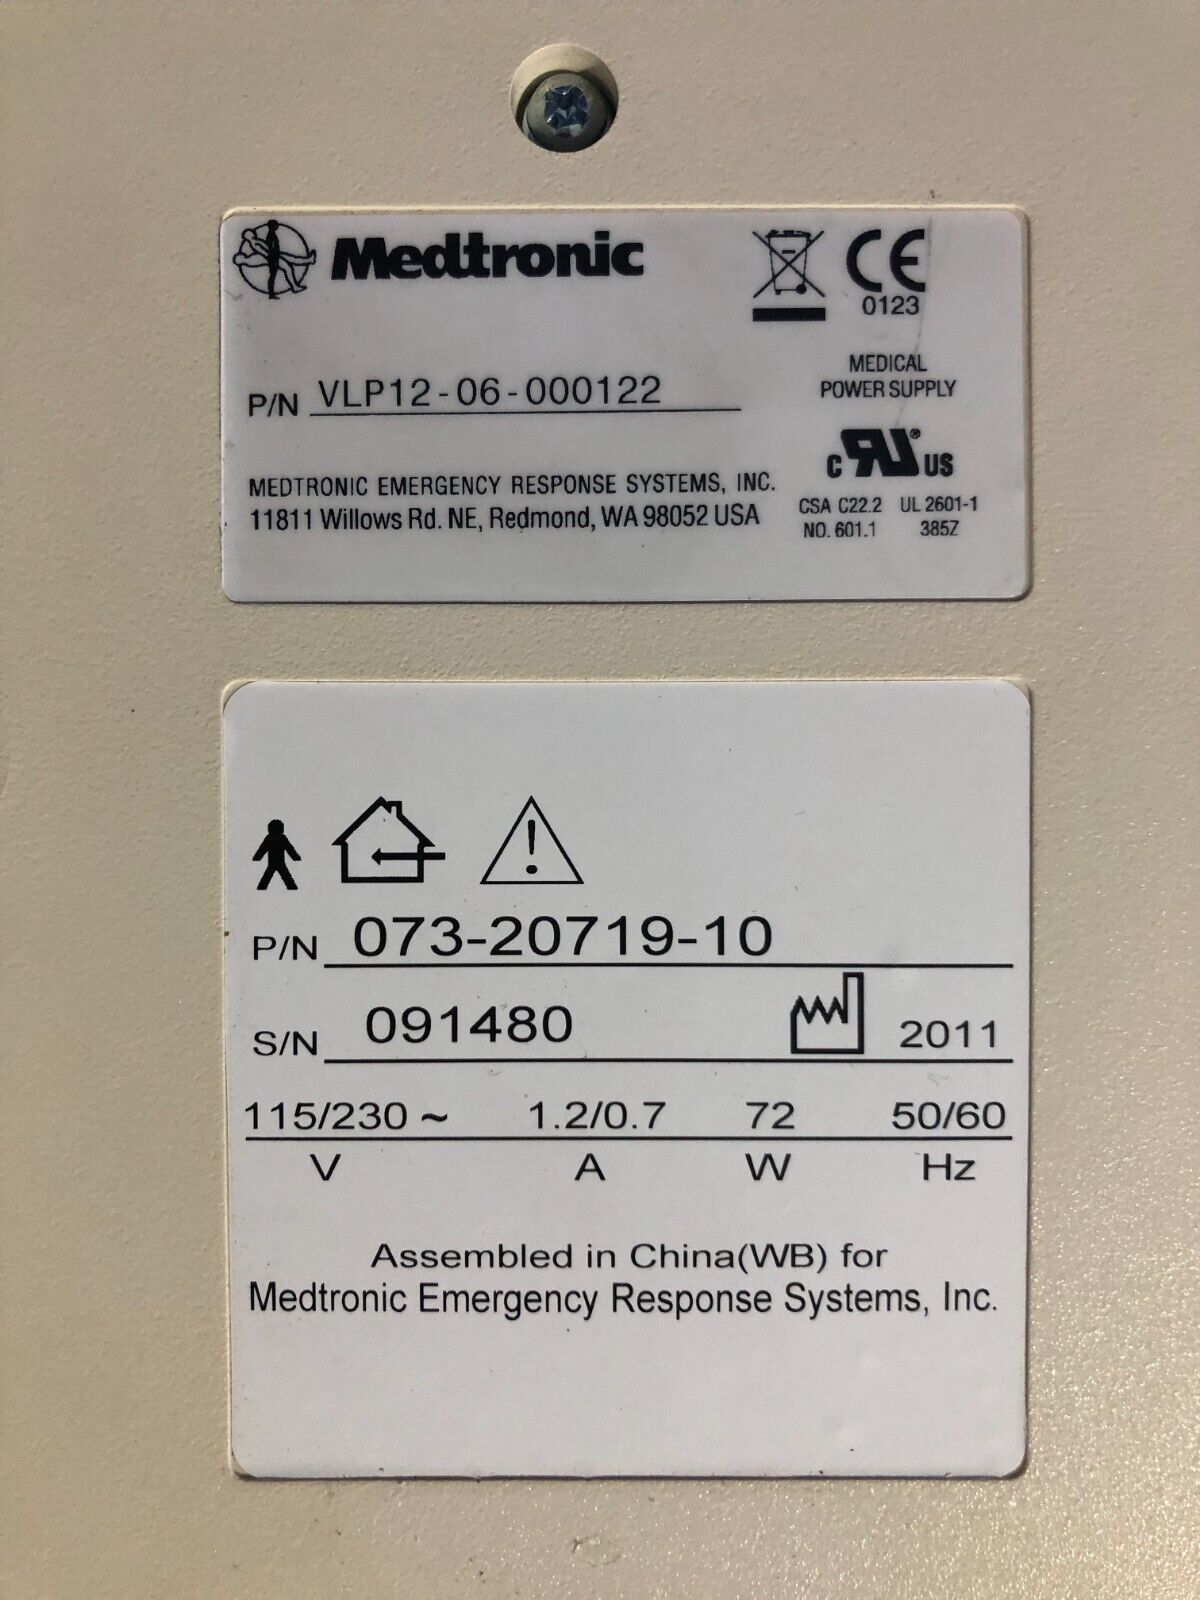 Medtronic
CE
0123
P/N VLP12-06-000122
MEDICAL
POWER SUPPLY
MEDTRONIC EMERGENCY RESPONSE SYSTEMS, INC.
11811 Willows Rd. NE, Redmond, WA 98052 USA
C RU® US
CSA C22.2 UL 2601-1
NO. 601.1 385Z
P/N 073-20719-10
S/N 091480 2011
115/230 ~ 1.2/0.7 72 50/60
V A W Hz
Assembled in China(WB) for
Medtronic Emergency Response Systems, Inc.